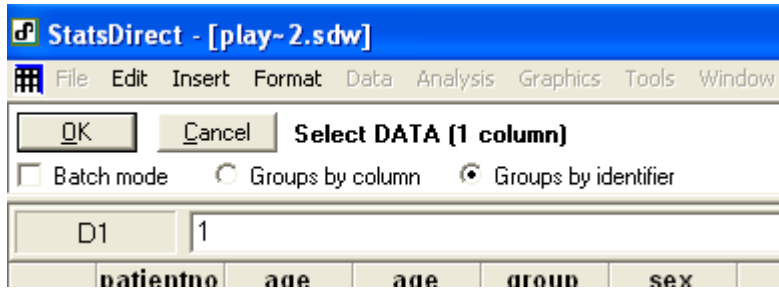 StatsDirect - [play~2.sdw]
File Edit Insert Format Data Analysis Graphics Tools Window
OK Cancel Select DATA (1 column)
Batch mode Groups by column Groups by identifier
D1 1
patientno age age group sex